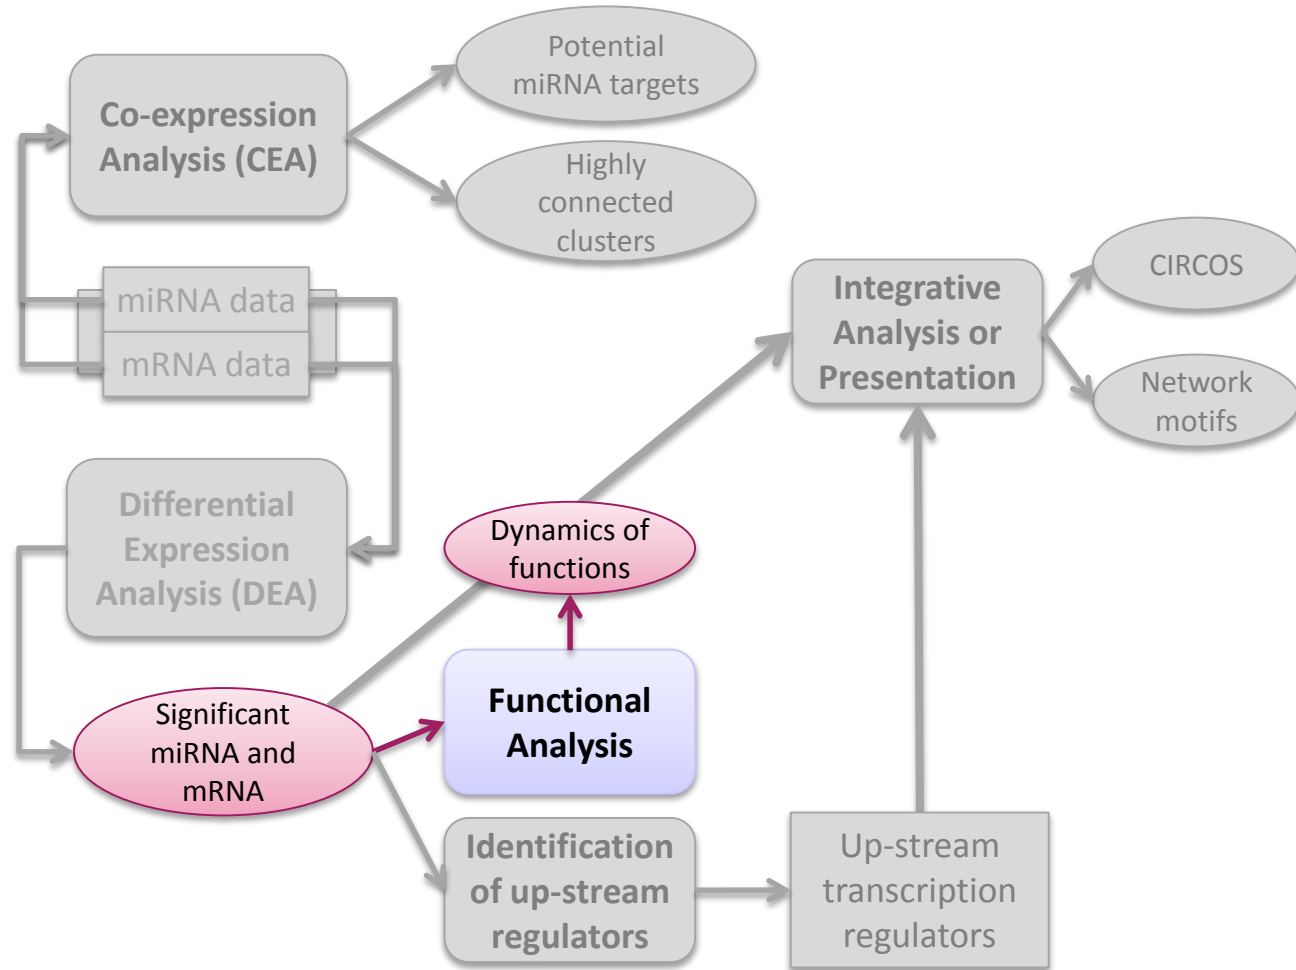 Potential
miRNA targets
Co-expression
Analysis (CEA)
Highly
connected
clusters
miRNA data
mRNA data
Integrative
Analysis or
Presentation
CIRCOS
Network
motifs
Differential
Expression
Analysis (DEA)
Dynamics of
functions
Significant
miRNA and
mRNA
Functional
Analysis
Identification
of up-stream
regulators
Up-stream
transcription
regulators